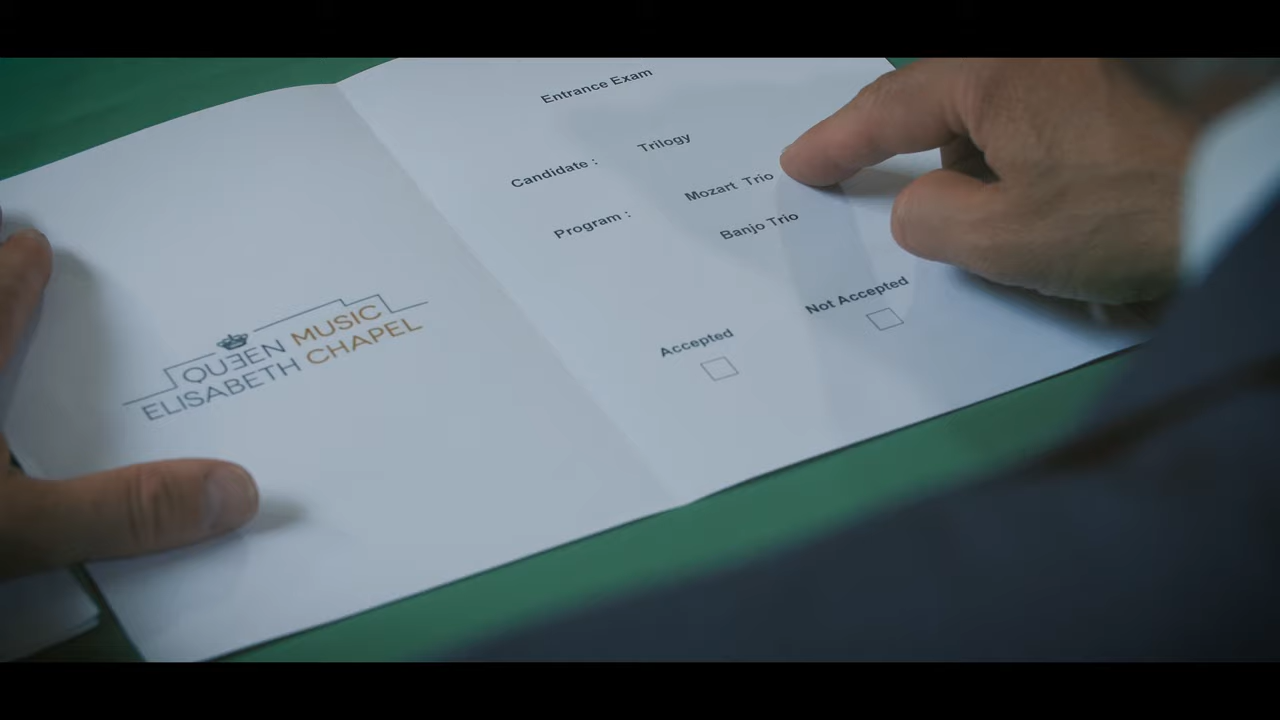 QUEEN MUSIC
ELISABETH CHAPEL
Entrance Exam
Candidate : Trilogy
Program : Mozart Trio
Banjo Trio
Accepted
Not Accepted